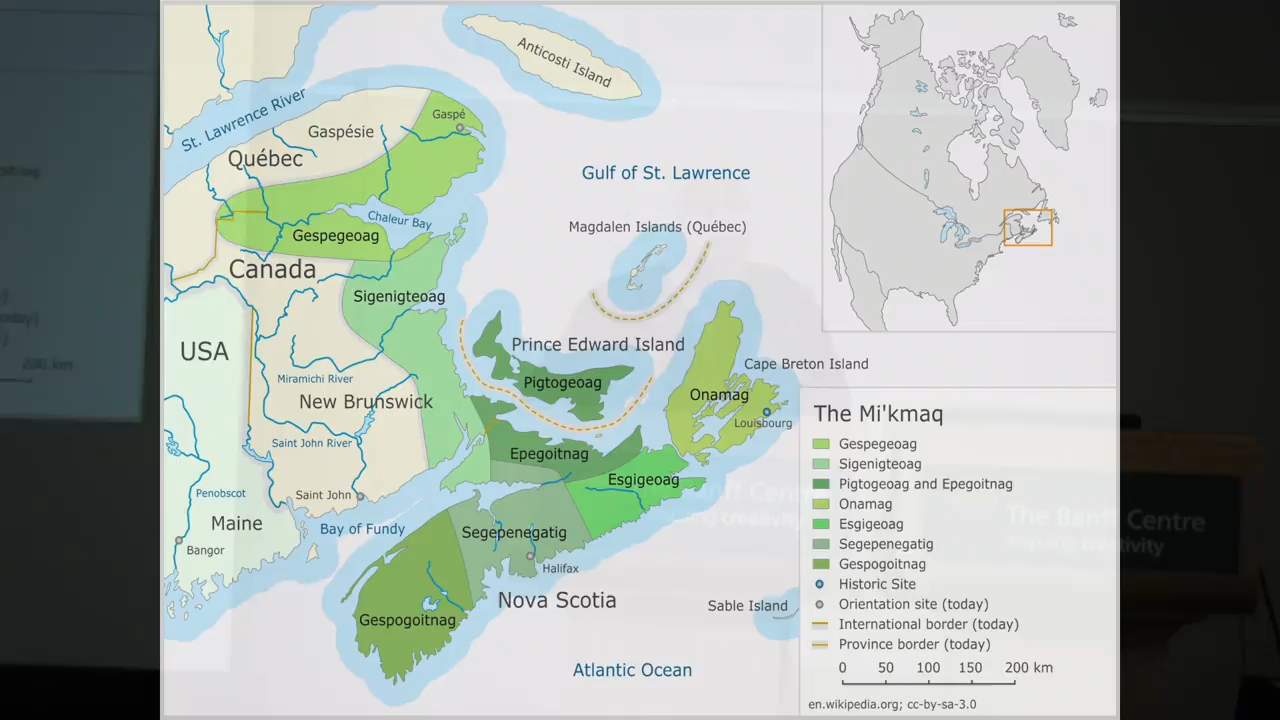 Anticosti Island
St. Lawrence River
Gaspé
Gaspésie
Québec
Gulf of St. Lawrence
Chaleur Bay
Magdalen Islands (Québec)
Gespegeoag
Canada
Sigenigteoag
USA
Prince Edward Island
Cape Breton Island
Miramichi River
Pigtogeoag
Onamag
New Brunswick
Louisbourg
Saint John River
Epegoitnag
Esgigeoag
Penobscot
Saint John
Maine
Bay of Fundy
Segepenegatig
Bangor
Halifax
Nova Scotia
Sable Island
Gespogoitnag
Atlantic Ocean
The Mi'kmaq
Gespegeoag
Sigenigteoag
Pigtogeoag and Epegoitnag
Onamag
Esgigeoag
Segepenegatig
Gespogoitnag
Historic Site
Orientation site (today)
International border (today)
Province border (today)
0 50 100 150 200 km
en.wikipedia.org; cc-by-sa-3.0
200 km
The Banff Centre
inspiring creativity